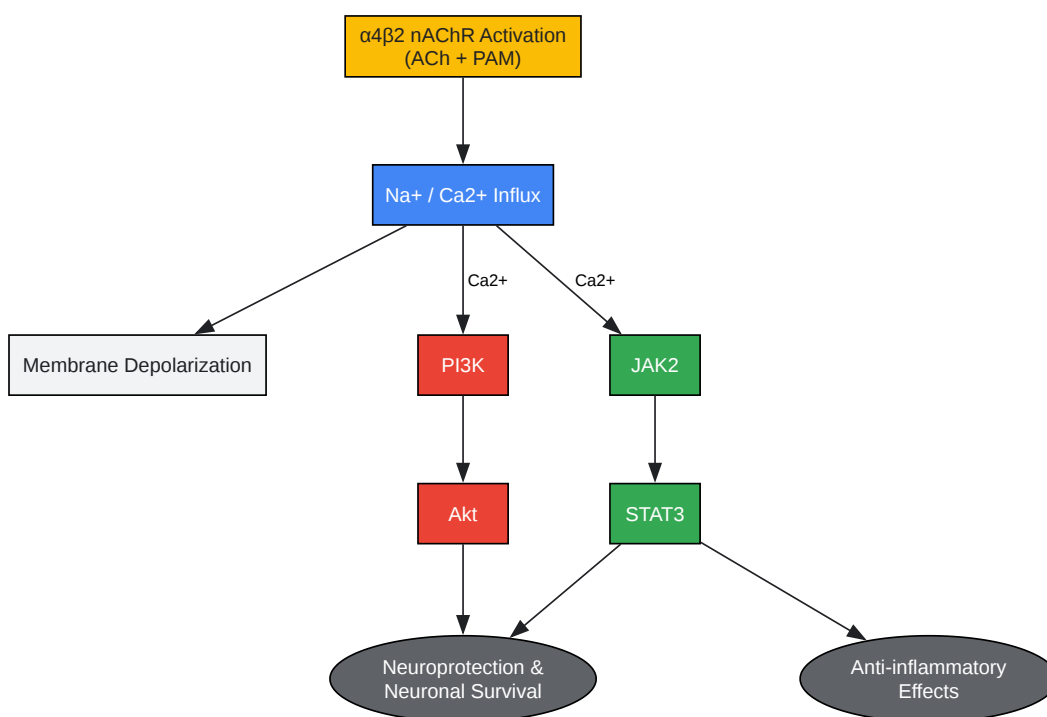 α4β2 nAChR Activation
(ACh + PAM)
Na+ / Ca2+ Influx
Ca2+
Ca2+
Membrane Depolarization
PI3K
JAK2
Akt
STAT3
Neuroprotection &
Neuronal Survival
Anti-inflammatory
Effects